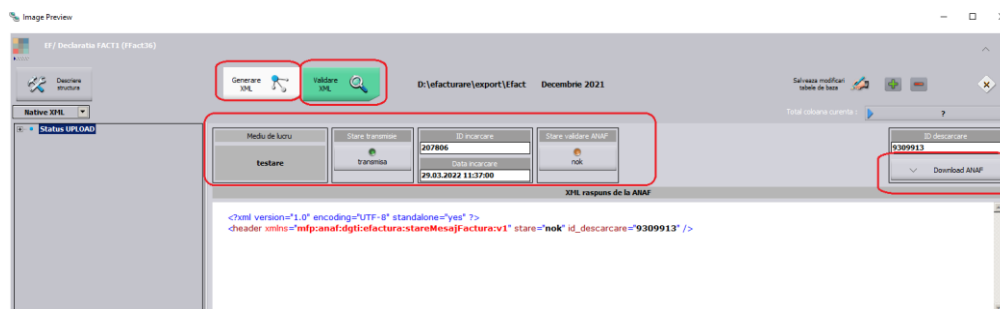 Image Preview
EF/ Declaratia FACT1 (FFact36)
Descriere
structura
Generare
XML
Validare
XML
D:\efacturare\export\Efact Decembrie 2021
Salveaza modificari
tabele de baza
Native XML
Total coloana curenta :
?
Status UPLOAD
Mediu de lucru
testare
Stare transmisie
transmisa
ID incarcare
207806
Data incarcare
29.03.2022 11:37:00
Stare validare ANAF
nok
ID descarcare
9309913
Download ANAF
XML raspuns de la ANAF
<?xml version="1.0" encoding="UTF-8" standalone="yes" ?>
<header xmlns="mfp:anaf:dgti:efactura:stareMesajFactura:v1" stare="nok" id_descarcare="9309913" />